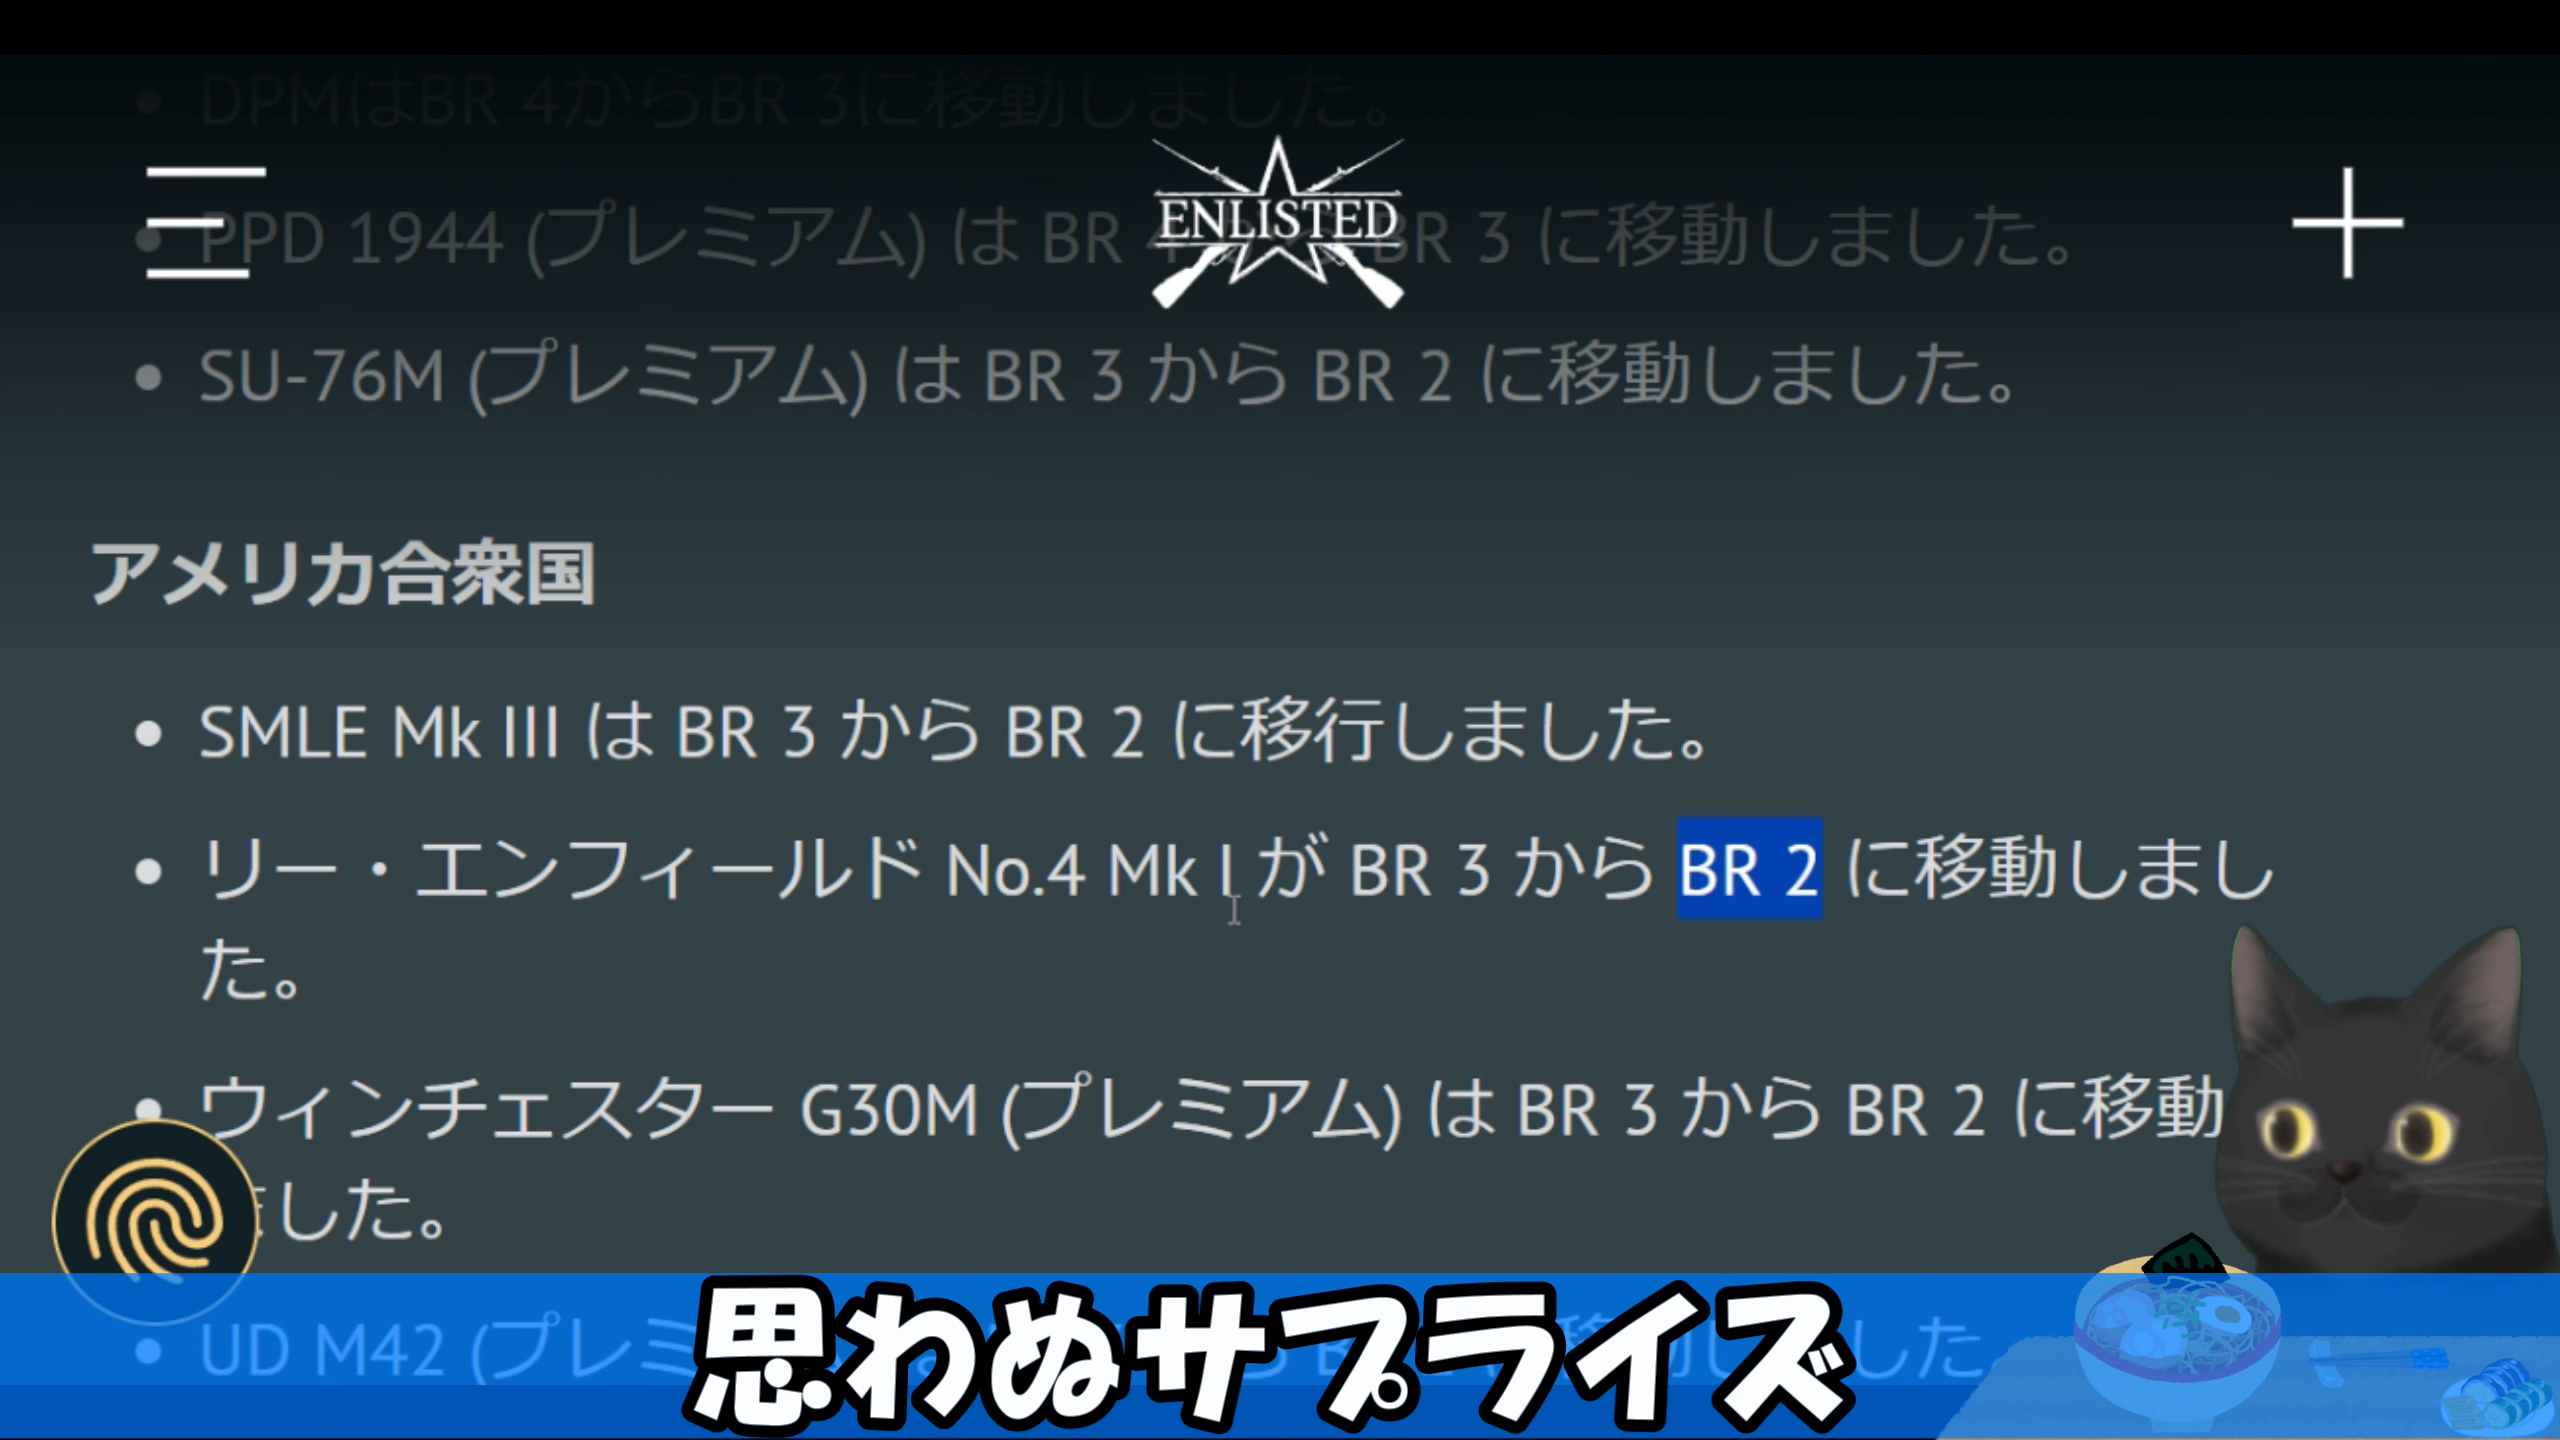 DPMはBR 4からBR 3に移動しました。
ENLISTED
PPD 1944 (プレミアム) は BR 4 BR 3 に移動しました。
SU-76M (プレミアム) は BR 3 から BR 2 に移動しました。
アメリカ合衆国
SMLE Mk III は BR 3 から BR 2 に移行しました。
リー・エンフィールド No.4 Mk I が BR 3 から BR 2 に移動しまし
た。
ウィンチェスター G30M (プレミアム) は BR 3 から BR 2 に移動
ました。
UD M42 (プレミ した。
思わぬサプライズ